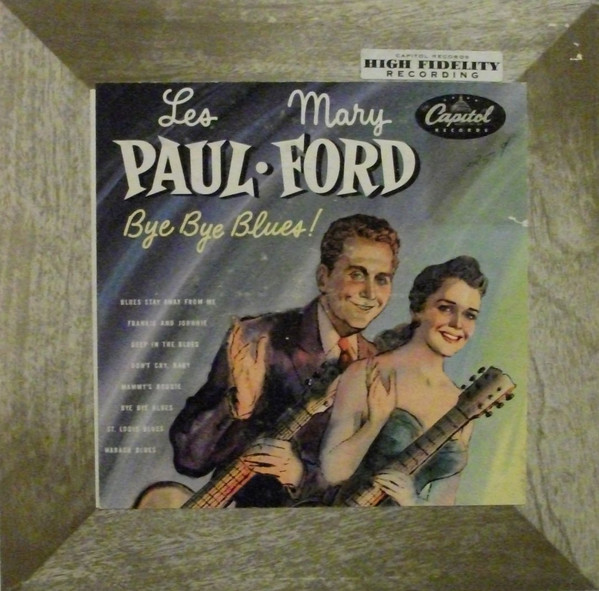 CAPITOL RECORDS
HIGH FIDELITY
RECORDING
Les Mary
PAUL·FORD
Capitol
RECORDS
Bye Bye Blues!
BLUES STAY AWAY FROM ME
FRANKIE AND JOHNNIE
DEEP IN THE BLUES
DON'T CRY, BABY
MAMMY'S BOOGIE
BYE BYE BLUES
ST. LOUIS BLUES
WABASH BLUES